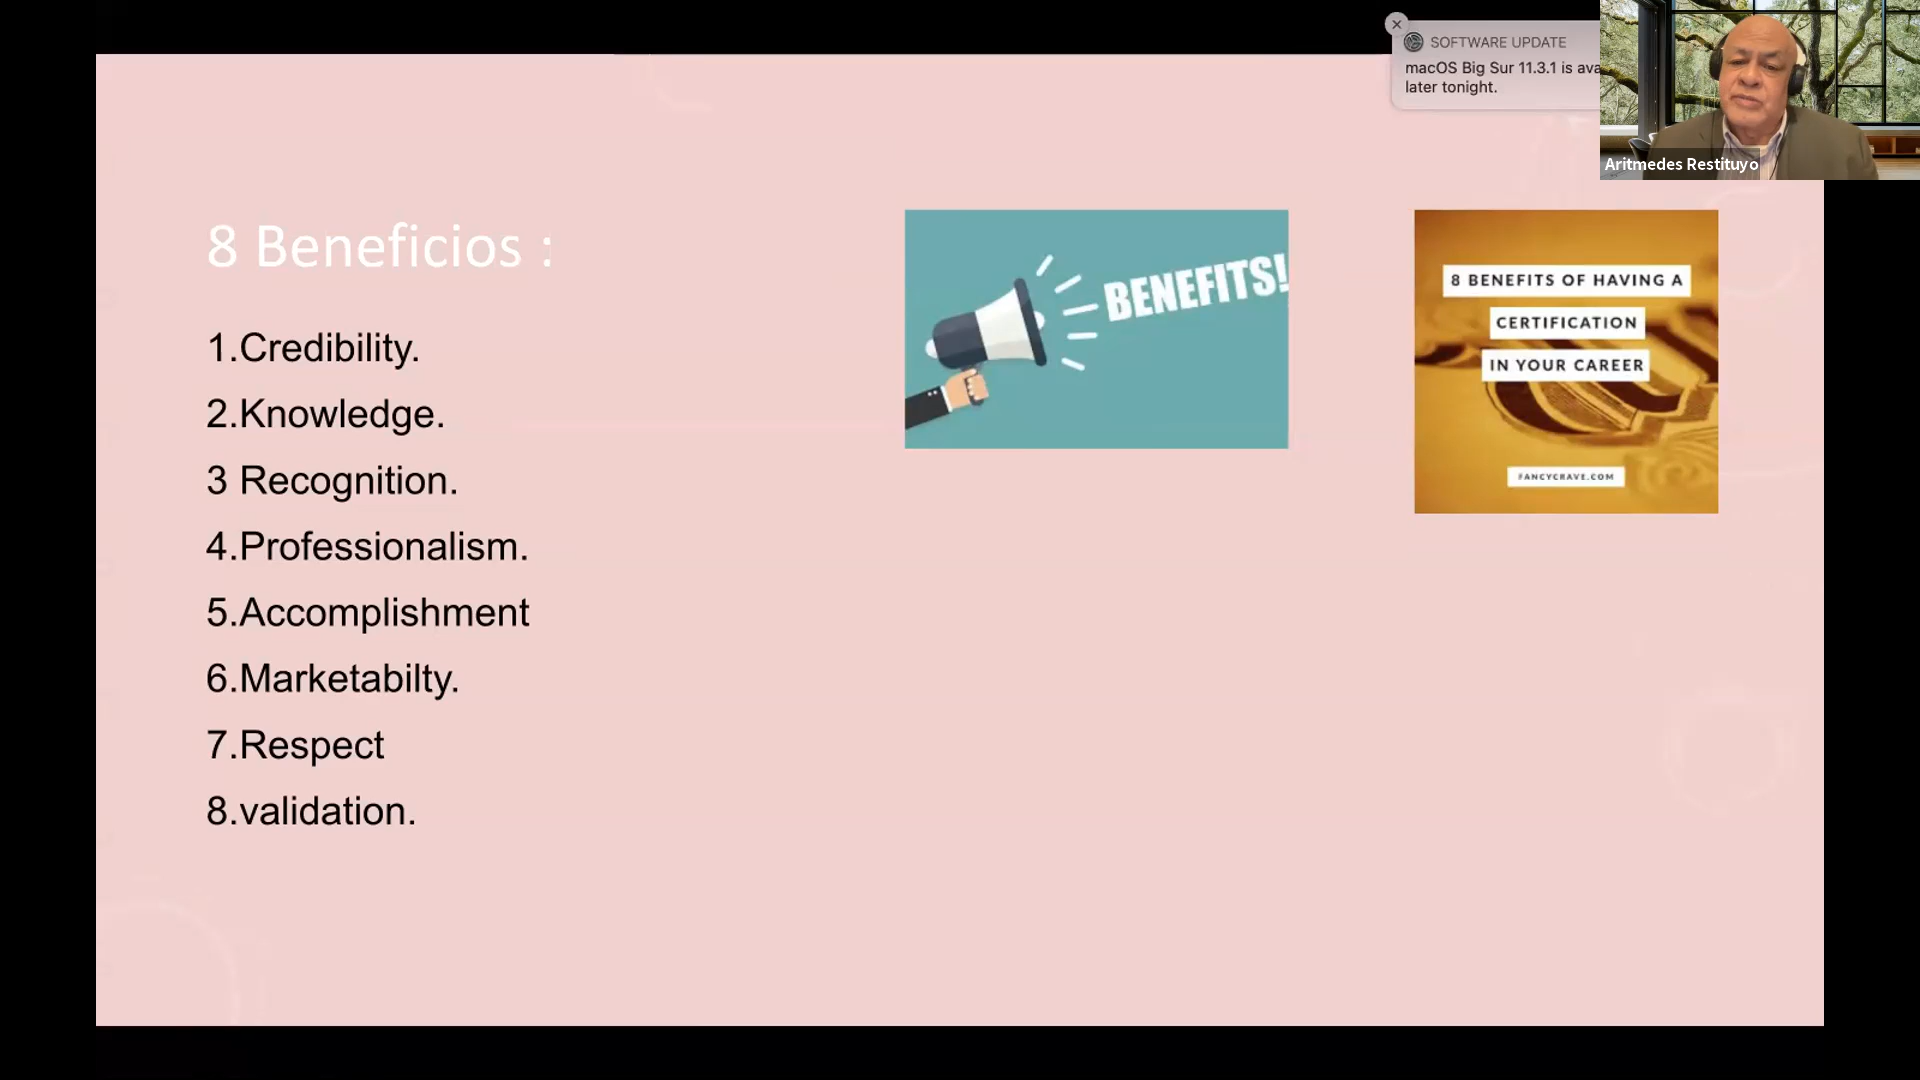 SOFTWARE UPDATE
macOS Big Sur 11.3.1 is
later tonight.
Aritmedes Restituyo
8 Beneficios :
1.Credibility.
2.Knowledge.
3 Recognition.
4.Professionalism.
5.Accomplishment
6.Marketabilty.
7.Respect
8.validation.
BENEFITS!
8 BENEFITS OF HAVING A
CERTIFICATION
IN YOUR CAREER
FANCYCRAVE.COM